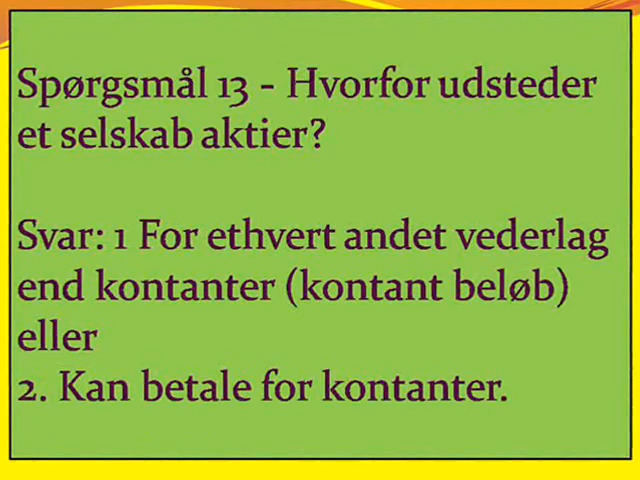 Spørgsmål 13 - Hvorfor udsteder
et selskab aktier?
Svar: 1 For ethvert andet vederlag
end kontanter (kontant beløb)
eller
2. Kan betale for kontanter.